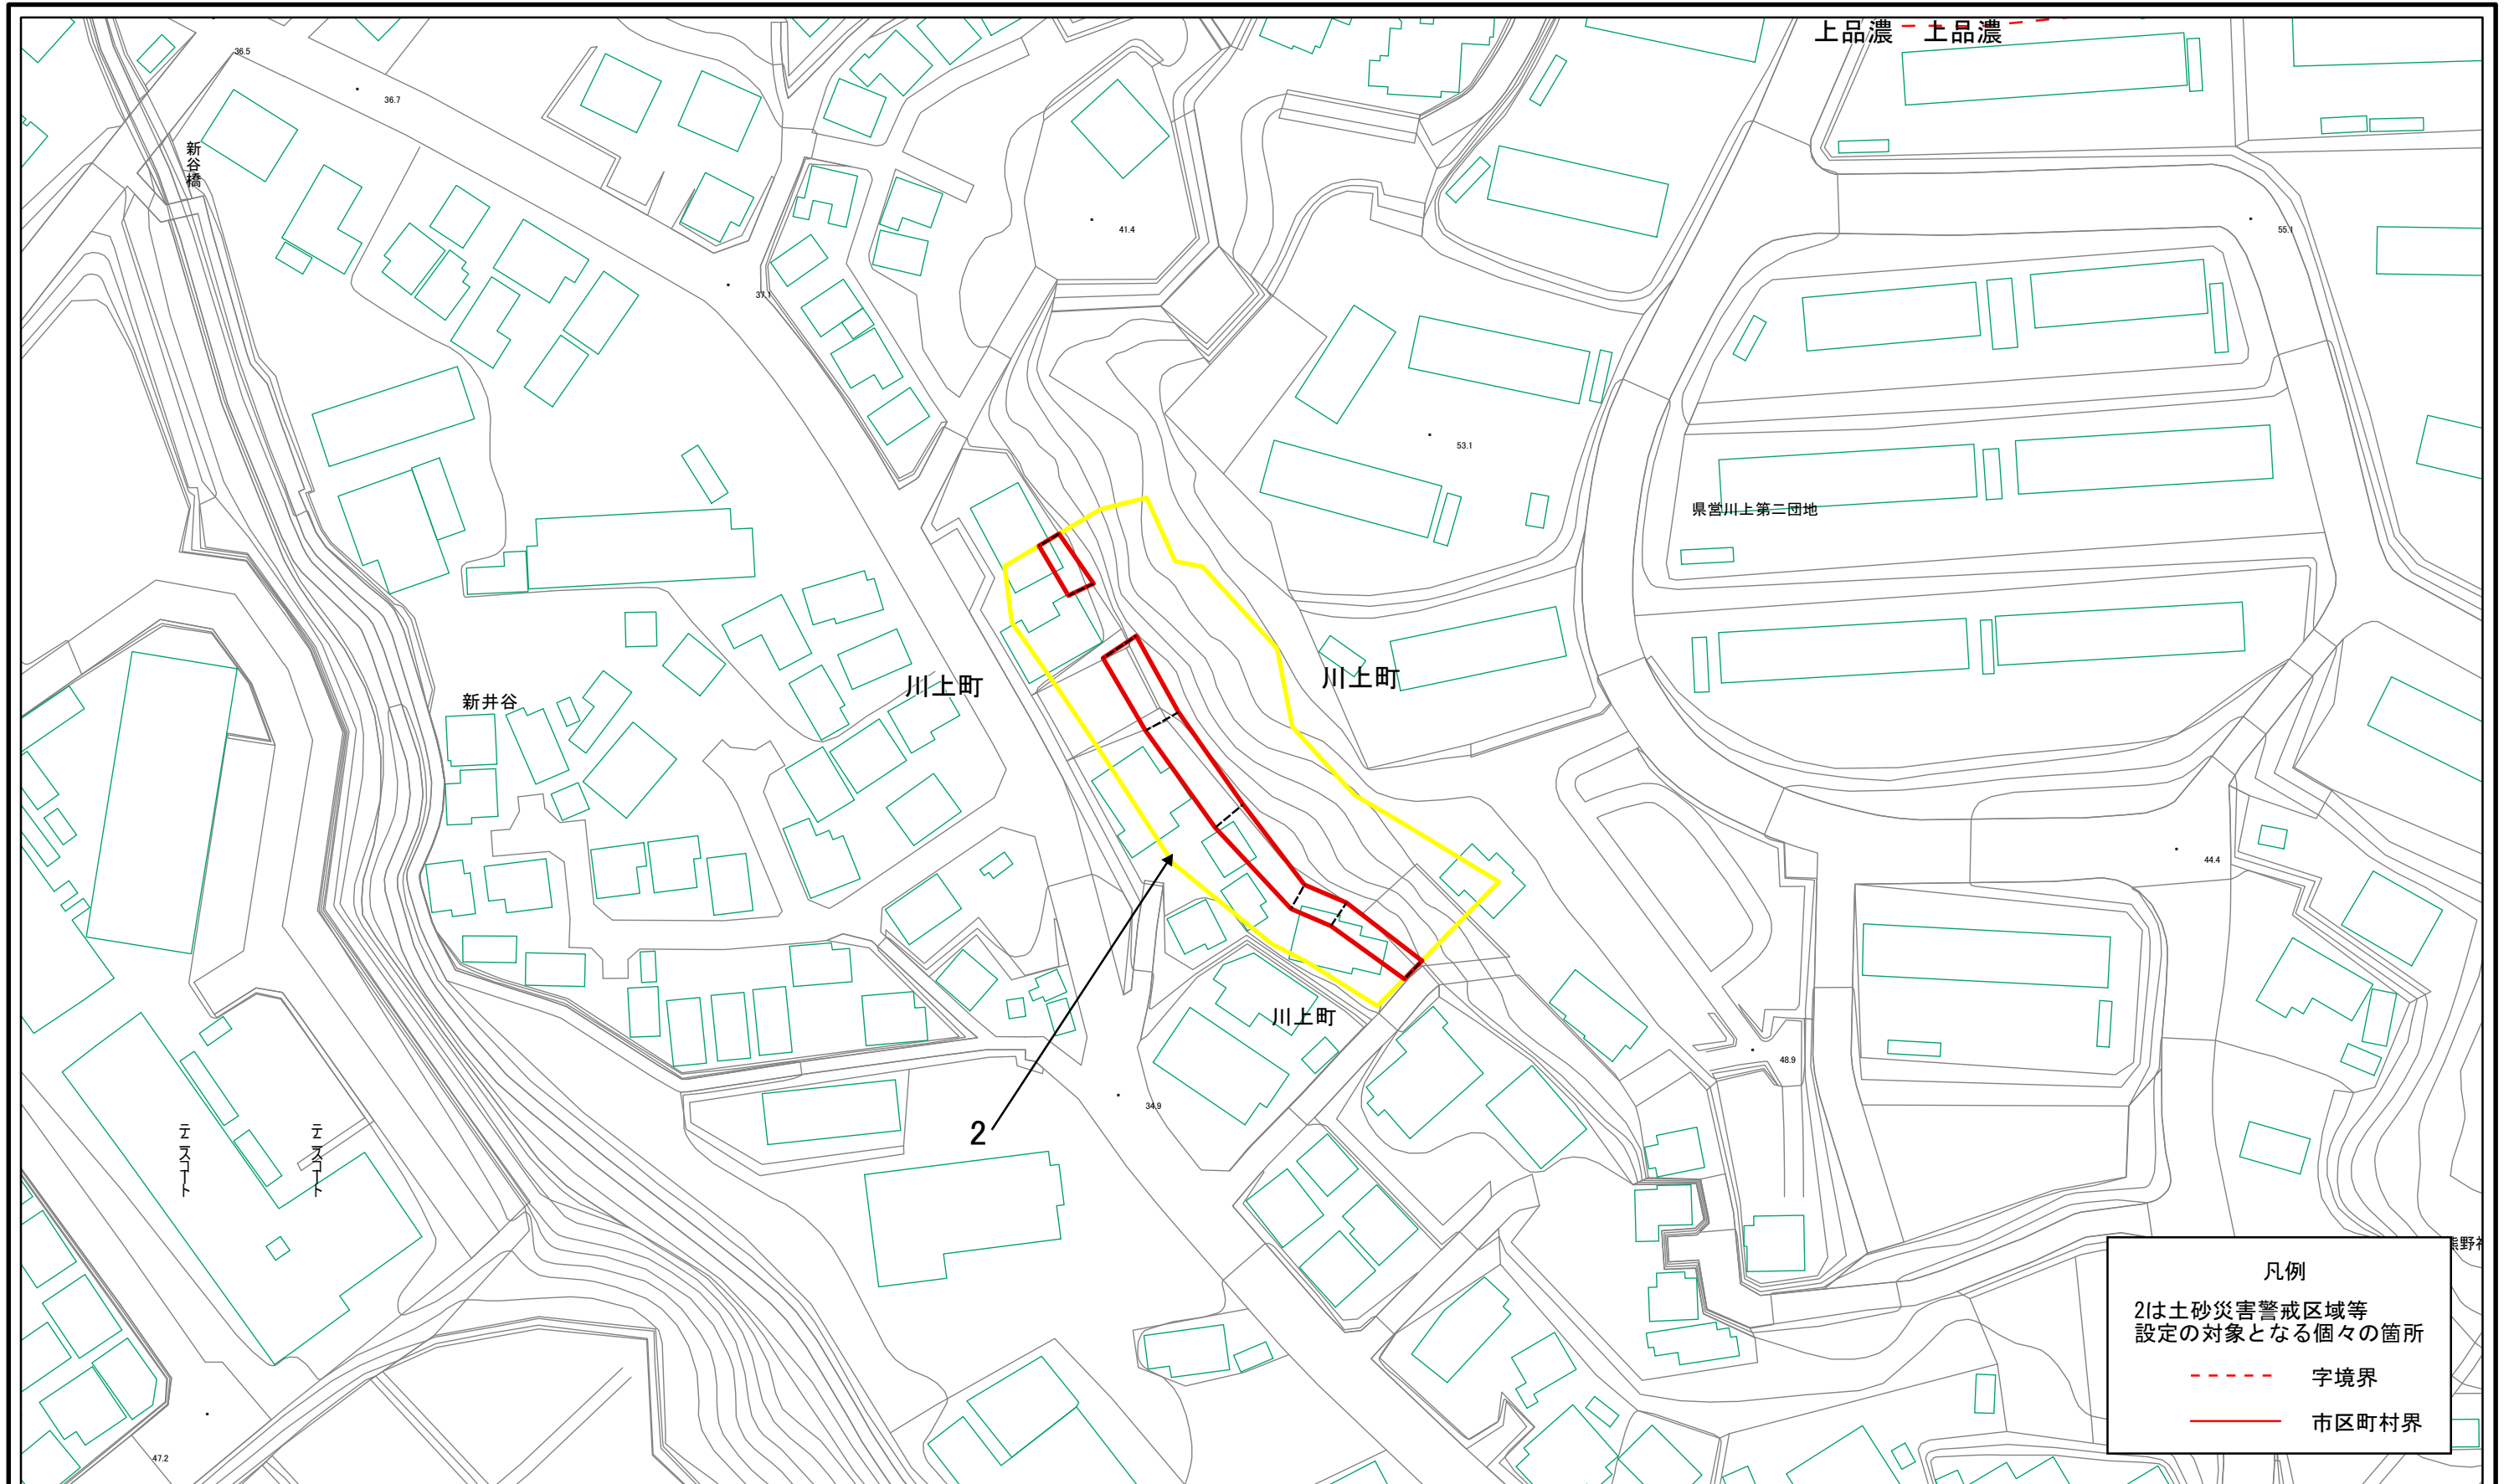 上品濃 上品濃
36.5
36.7
新谷橋
41.4
55.1
37.1
53.1
県営川上第二団地
川上町
川上町
新井谷
44.4
川上町
48.9
34.9
2
テニスコート
テニスコート
47.2
凡例
2は土砂災害警戒区域等
設定の対象となる個々の箇所
字境界
市区町村界